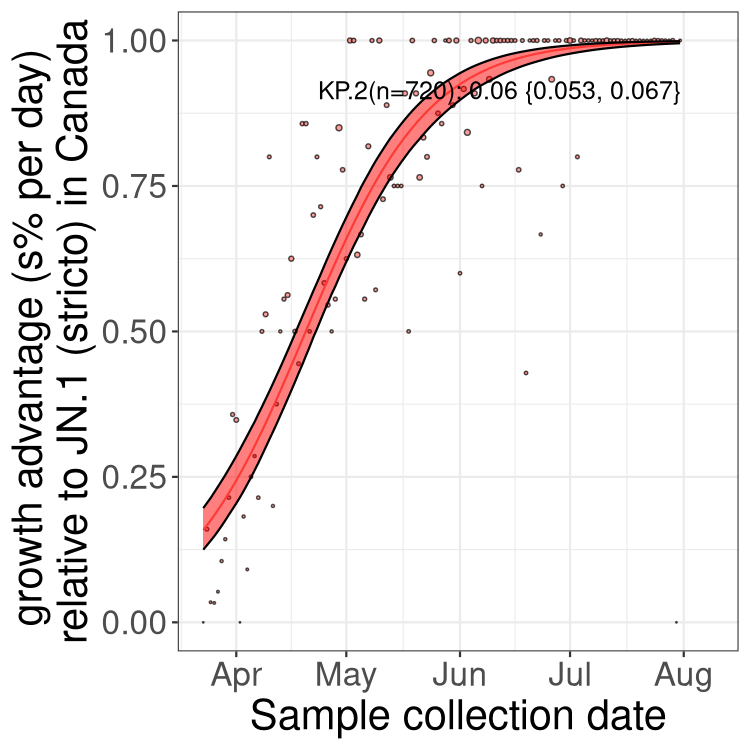 growth advantage (s% per day)
relative to JN.1 (stricto) in Canada
1.00
0.75
0.50
0.25
0.00
KP.2(n=720): 0.06 {0.053, 0.067}
Apr May Jun Jul Aug
Sample collection date